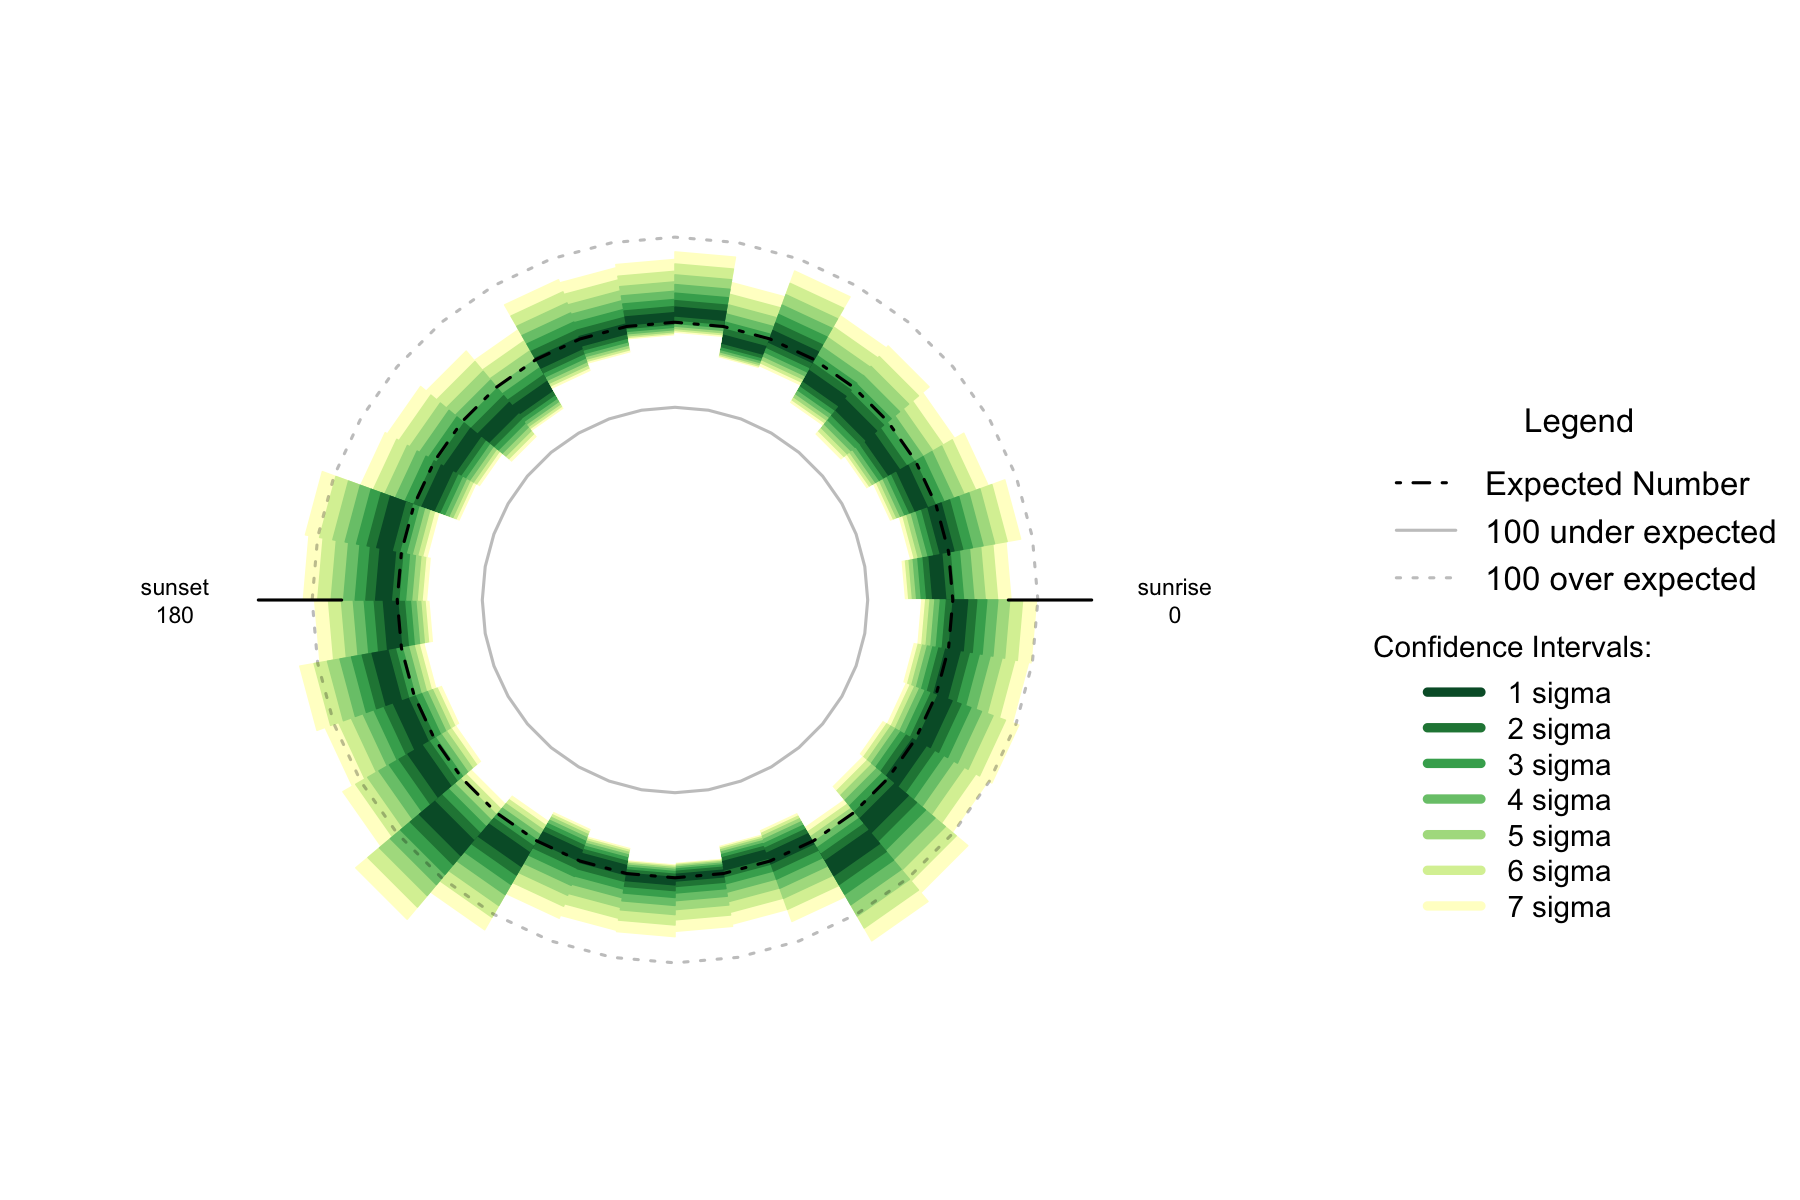 sunset
180
sunrise
0
Legend
Expected Number
100 under expected
100 over expected
Confidence Intervals:
1 sigma
2 sigma
3 sigma
4 sigma
5 sigma
6 sigma
7 sigma